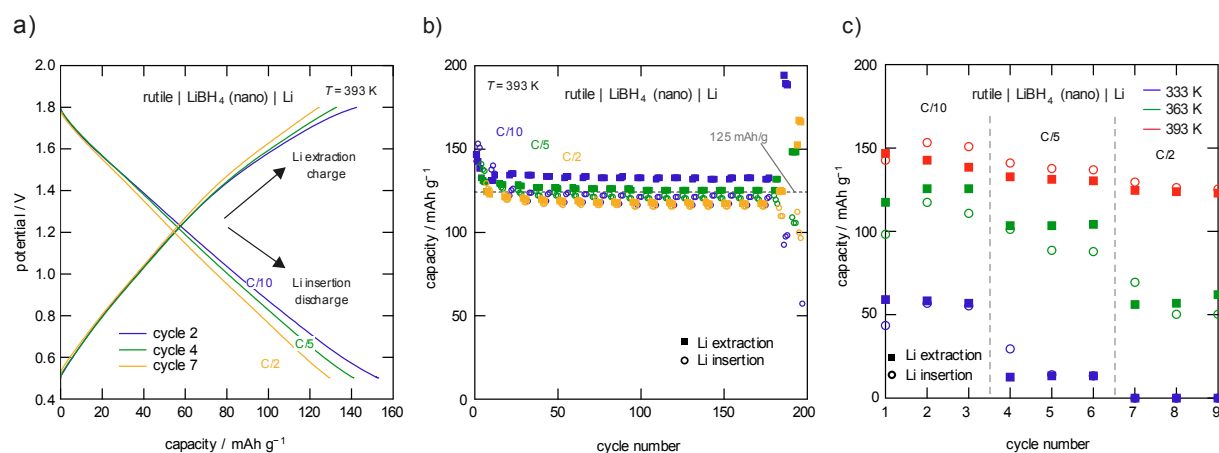 a)
2.0
1.8
1.6
1.4
1.2
1.0
0.8
0.6
0.4
potential / V
T = 393 K
rutile | LiBH4 (nano) | Li
Li extraction
charge
Li insertion
discharge
C/10
C/5
C/2
cycle 2
cycle 4
cycle 7
0 20 40 60 80 100 120 140 160
capacity / mAh g⁻¹
b)
200
150
100
50
0
capacity / mAh g⁻¹
T = 393 K
rutile | LiBH4 (nano) | Li
C/10
C/5
C/2
125 mAh/g
Li extraction
Li insertion
0 50 100 150 200
cycle number
c)
200
150
100
50
0
capacity / mAh g⁻¹
rutile | LiBH4 (nano) | Li
C/10
C/5
C/2
333 K
363 K
393 K
Li extraction
Li insertion
1 2 3 4 5 6 7 8 9
cycle number